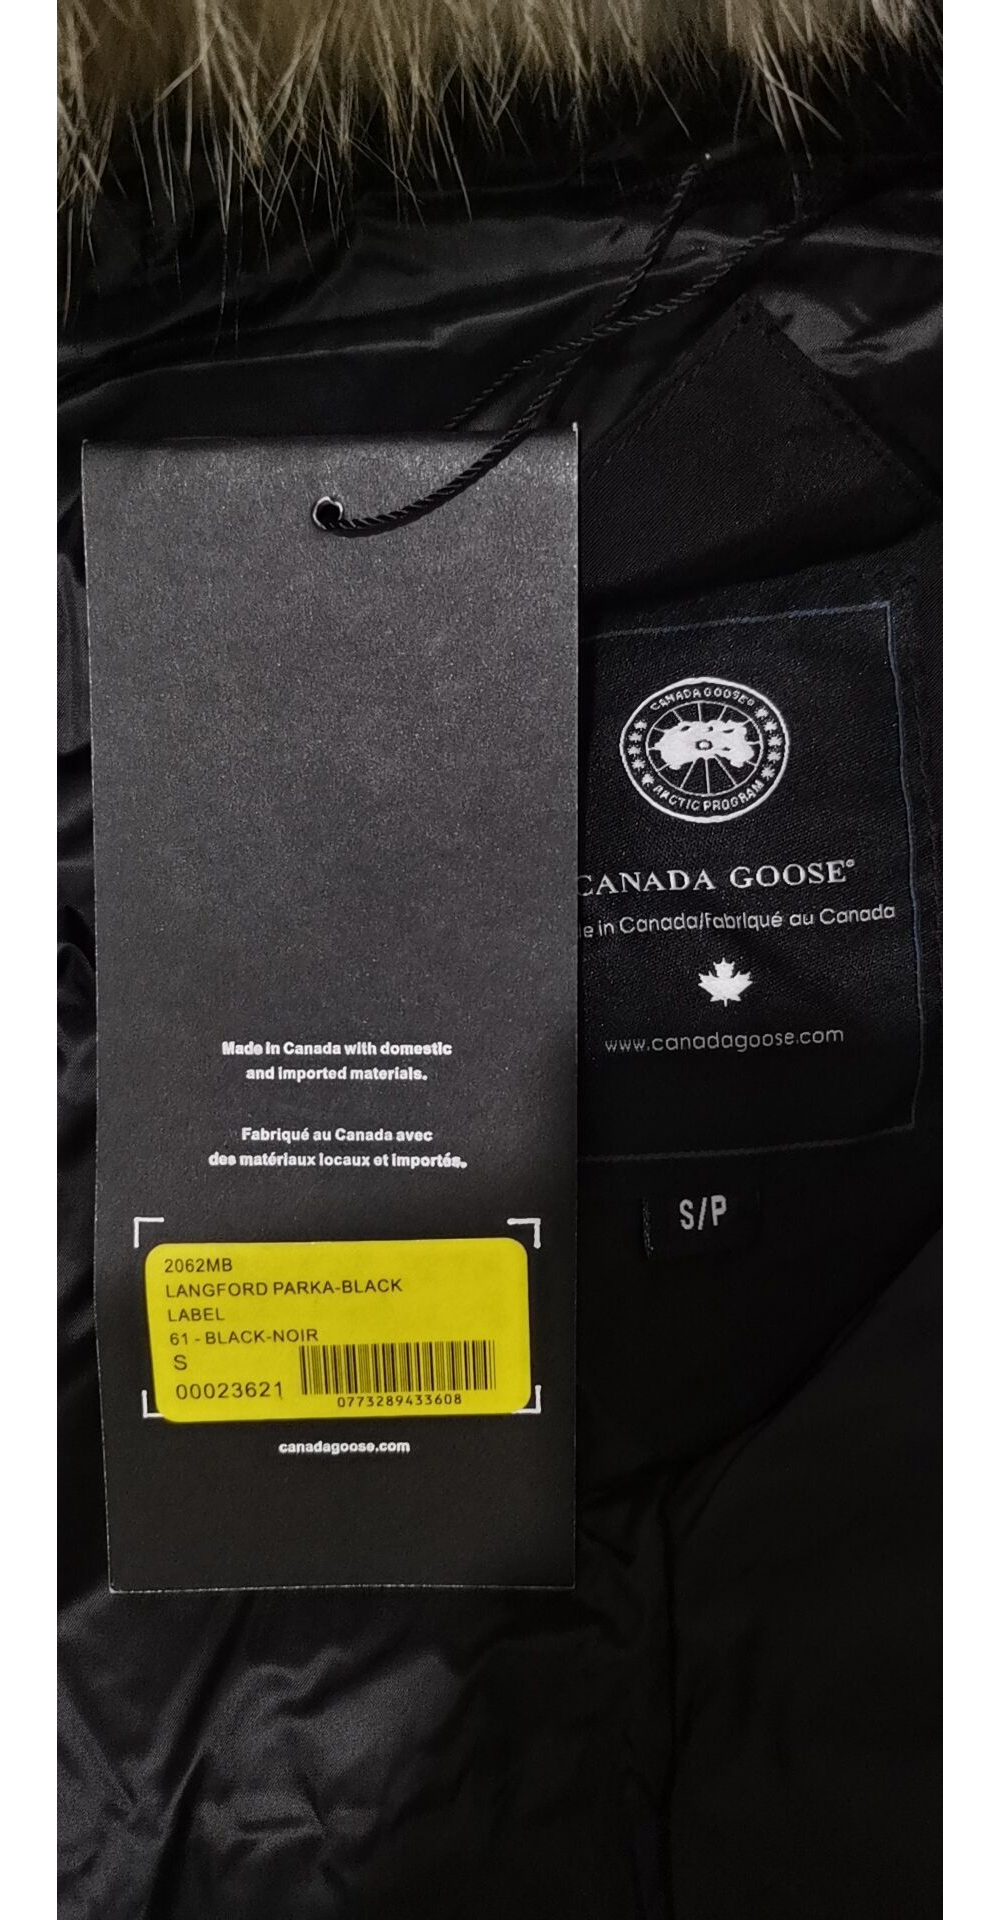 Made in Canada with domestic
and imported materials.
Fabriqué au Canada avec
des matériaux locaux et importés.
2062MB
LANGFORD PARKA-BLACK
LABEL
61 - BLACK-NOIR
S
00023621
0773289433608
canadagoose.com
CANADA GOOSE
ARCTIC PROGRAM
CANADA GOOSE®
e in Canada/Fabriqué au Canada
www.canadagoose.com
S/P